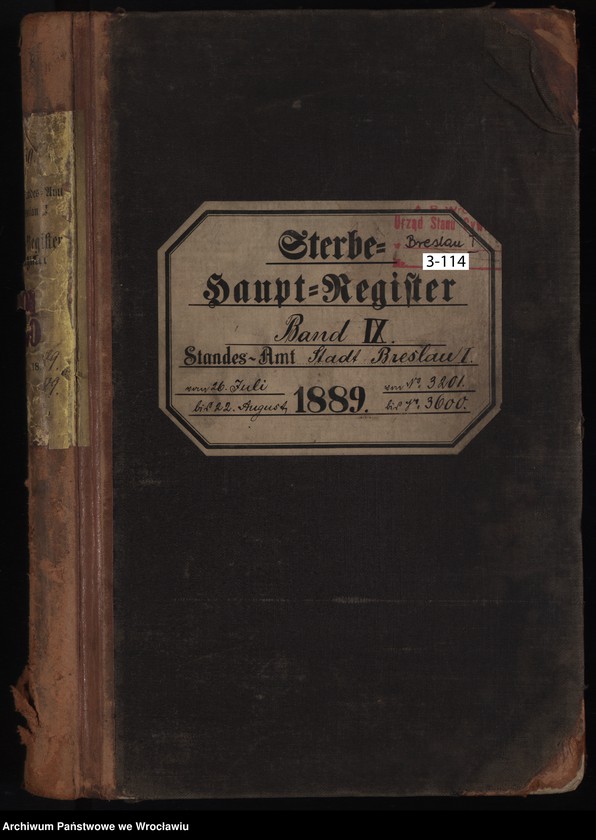 Urząd Stanu
Breslau I
3-114
Sterbe=
Haupt=Regiſter
Band IX.
Standes-Amt Stadt Breslau I.
vom 26. Juli
bis 22. August
1889.
von Nº. 3201.
bis Nº. 3600.
Regiſter
Archiwum Państwowe we Wrocławiu